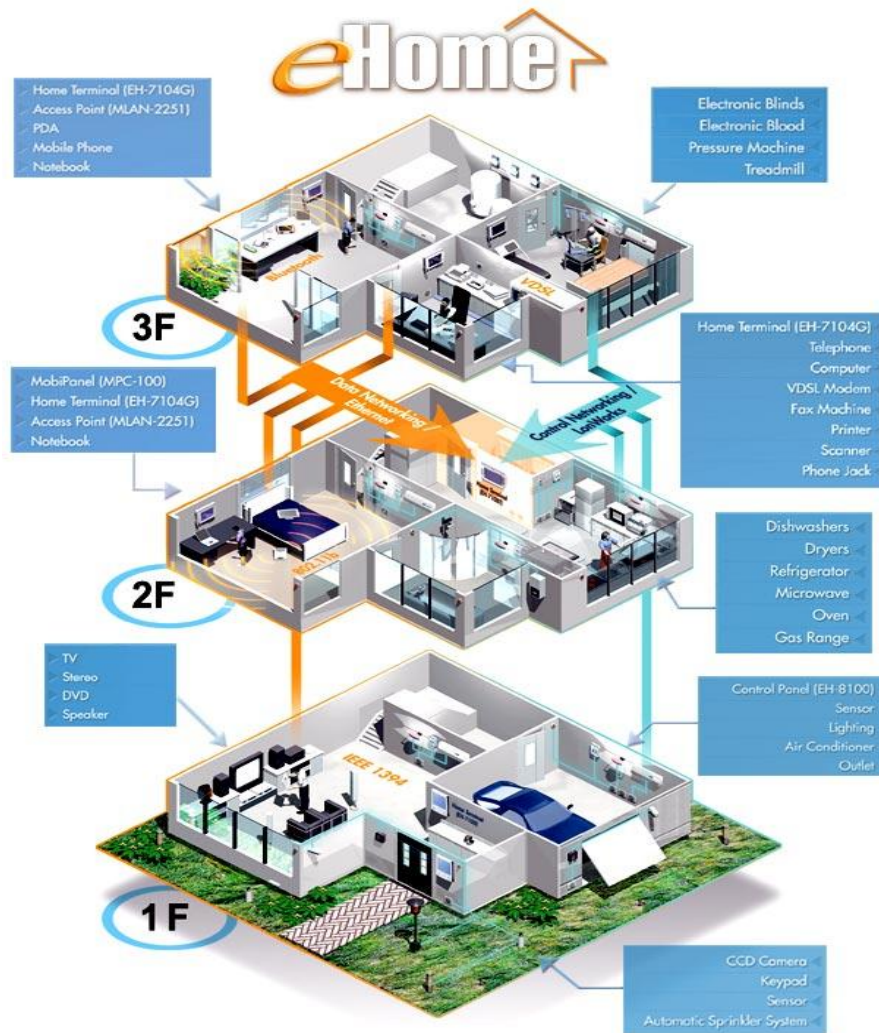 eHome
Home Terminal (EH-7104G)
Access Point (MLAN-2251)
PDA
Mobile Phone
Notebook
Electronic Blinds
Electronic Blood
Pressure Machine
Treadmill
Bluetooth
VDSL
3F
Home Terminal (EH-7104G)
Telephone
Computer
VDSL Modem
Fax Machine
Printer
Scanner
Phone Jack
MobiPanel (MPC-100)
Home Terminal (EH-7104G)
Access Point (MLAN-2251)
Notebook
Data Networking /
Ethernet
Control Networking /
LonWorks
Home Terminal
802.11b
2F
Dishwashers
Dryers
Refrigerator
Microwave
Oven
Gas Range
TV
Stereo
DVD
Speaker
Control Panel (EH-8100)
Sensor
Lighting
Air Conditioner
Outlet
IEEE 1394
Home Terminal
1F
CCD Camera
Keypad
Sensor
Automatic Sprinkler System